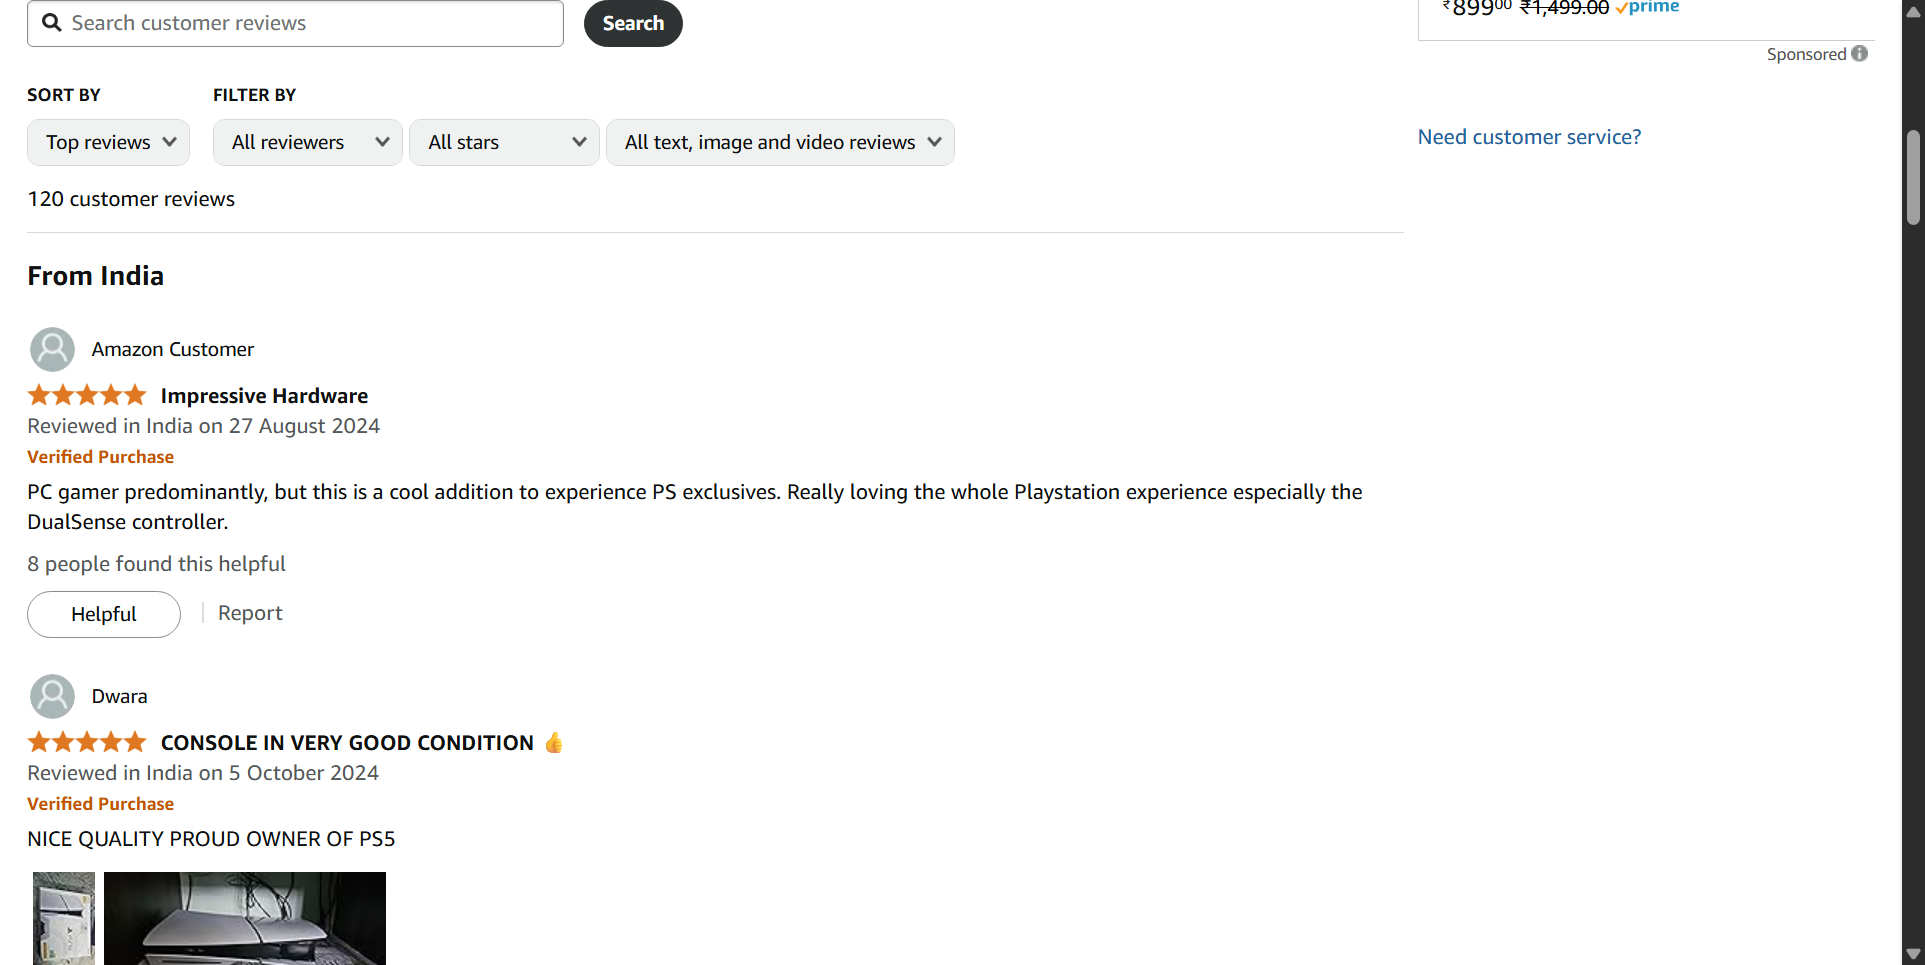 Search customer reviews
Search
₹89900 ₹1,499.00 prime
Sponsored
SORT BY
FILTER BY
Top reviews
All reviewers
All stars
All text, image and video reviews
Need customer service?
120 customer reviews
From India
Amazon Customer
Impressive Hardware
Reviewed in India on 27 August 2024
Verified Purchase
PC gamer predominantly, but this is a cool addition to experience PS exclusives. Really loving the whole Playstation experience especially the
DualSense controller.
8 people found this helpful
Helpful
Report
Dwara
CONSOLE IN VERY GOOD CONDITION 👍
Reviewed in India on 5 October 2024
Verified Purchase
NICE QUALITY PROUD OWNER OF PS5